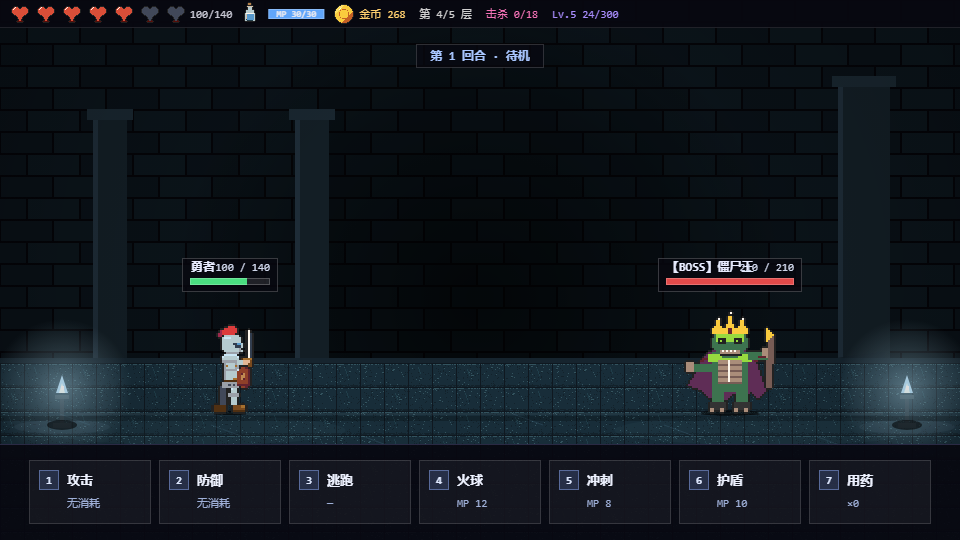 100/140 MP 30/30 金币 268 第 4/5 层 击杀 0/18 Lv.5 24/300
第 1 回合 · 待机
勇者100 / 140
【BOSS】僵尸王210 / 210
1 攻击 2 防御 3 逃跑 4 火球 5 冲刺 6 护盾 7 用药
无消耗 无消耗 — MP 12 MP 8 MP 10 ×0